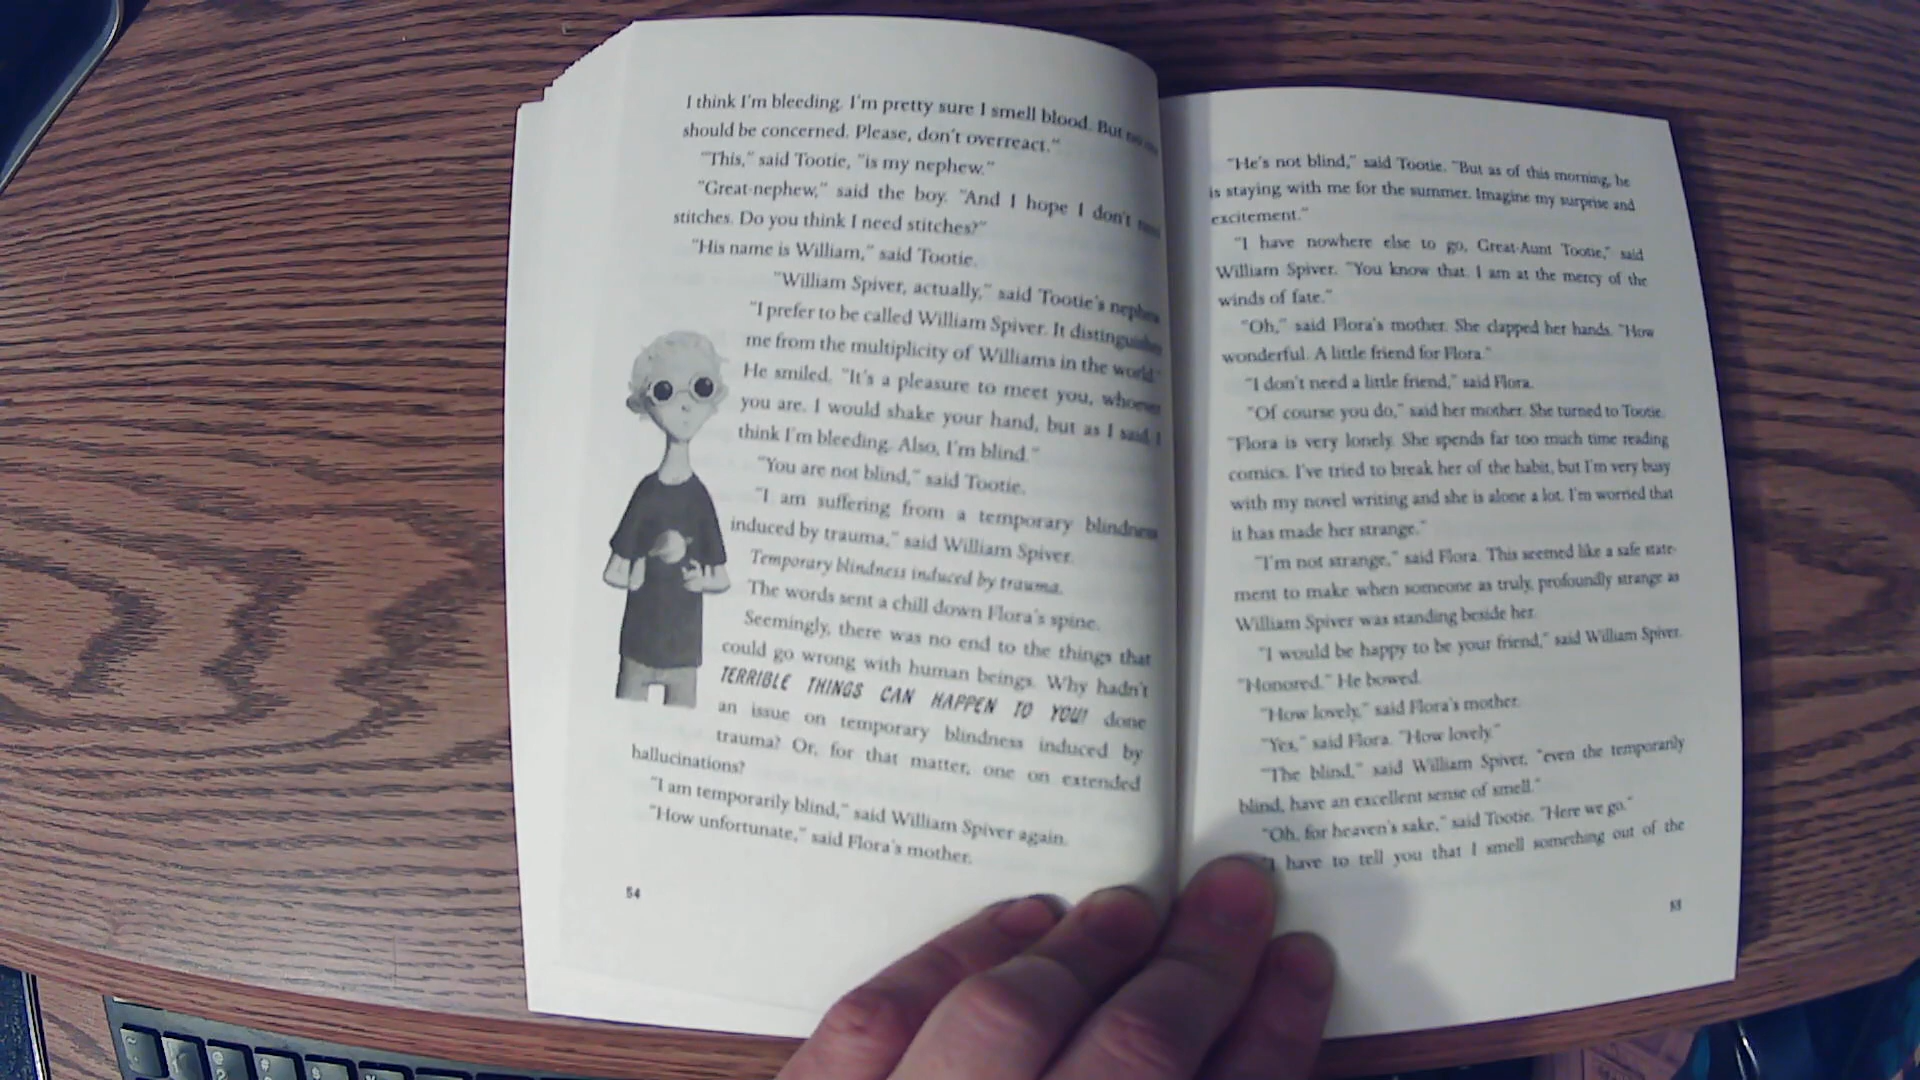 I think I'm bleeding. I'm pretty sure I smell blood. But
should be concerned. Please, don't overreact."
"This," said Tootie, "is my nephew."
"Great-nephew," said the boy. "And I hope I don't
stitches. Do you think I need stitches?"
"His name is William," said Tootie.
"William Spiver, actually," said Tootie's nephew.
"I prefer to be called William Spiver. It distinguishes
me from the multiplicity of Williams in the world."
He smiled. "It's a pleasure to meet you, whoever
you are. I would shake your hand, but as I said, I
think I'm bleeding. Also, I'm blind."
"You are not blind," said Tootie.
"I am suffering from a temporary blindness
induced by trauma," said William Spiver.
Temporary blindness induced by trauma.
The words sent a chill down Flora's spine.
Seemingly, there was no end to the things that
could go wrong with human beings. Why hadn't
TERRIBLE THINGS CAN HAPPEN TO YOU! done
an issue on temporary blindness induced by
trauma? Or, for that matter, one on extended
hallucinations?
"I am temporarily blind," said William Spiver again.
"How unfortunate," said Flora's mother.
54
"He's not blind," said Tootie. "But as of this morning, he
is staying with me for the summer. Imagine my surprise and
excitement."
"I have nowhere else to go, Great-Aunt Tootie," said
William Spiver. "You know that. I am at the mercy of the
winds of fate."
"Oh," said Flora's mother. She clapped her hands. "How
wonderful. A little friend for Flora."
"I don't need a little friend," said Flora.
"Of course you do," said her mother. She turned to Tootie.
"Flora is very lonely. She spends far too much time reading
comics. I've tried to break her of the habit, but I'm very busy
with my novel writing and she is alone a lot. I'm worried that
it has made her strange."
"I'm not strange," said Flora. This seemed like a safe state-
ment to make when someone as truly, profoundly strange as
William Spiver was standing beside her.
"I would be happy to be your friend," said William Spiver.
"Honored." He bowed.
"How lovely," said Flora's mother.
"Yes," said Flora. "How lovely."
"The blind," said William Spiver, "even the temporarily
blind, have an excellent sense of smell."
"Oh, for heaven's sake," said Tootie. "Here we go."
"I have to tell you that I smell something out of the